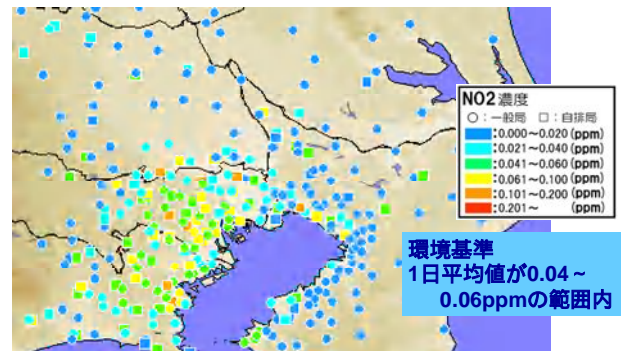 NO2 濃度
○：一般局 □：自排局
:0.000～0.020 (ppm)
:0.021～0.040 (ppm)
:0.041～0.060 (ppm)
:0.061～0.100 (ppm)
:0.101～0.200 (ppm)
:0.201～ (ppm)
環境基準
1日平均値が0.04～
0.06ppmの範囲内